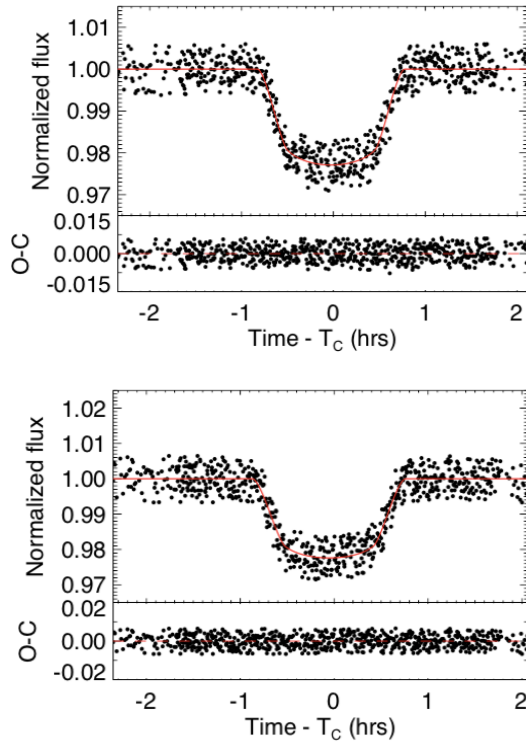 1.01
1.00
0.99
0.98
0.97
Normalized flux
0.015
0.000
-0.015
O-C
-2 -1 0 1 2
Time - T_C (hrs)
1.02
1.01
1.00
0.99
0.98
0.97
Normalized flux
0.02
0.00
-0.02
O-C
-2 -1 0 1 2
Time - T_C (hrs)